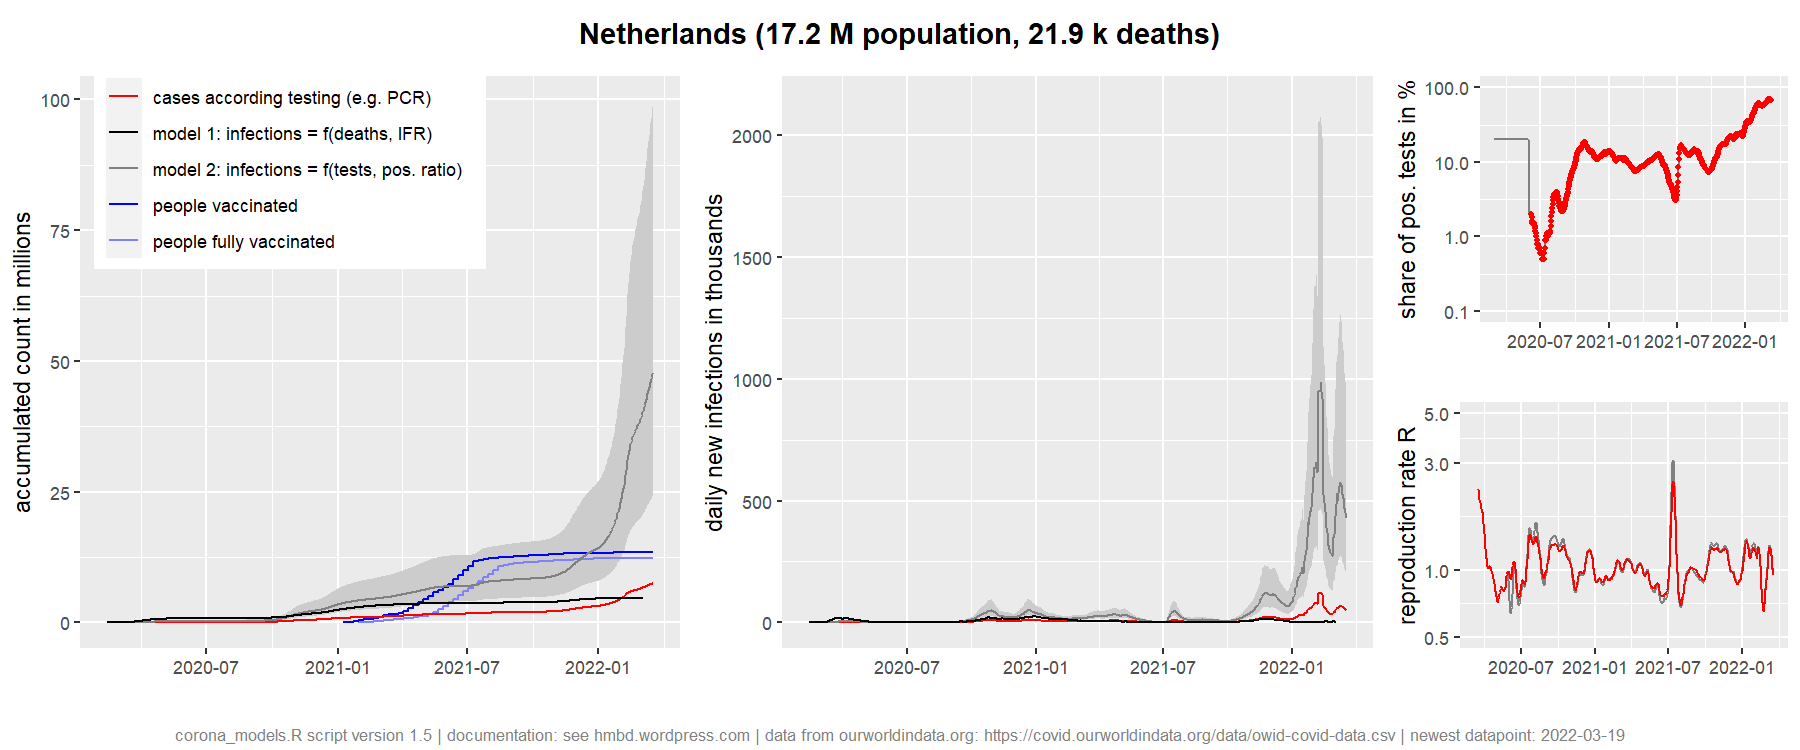 Netherlands (17.2 M population, 21.9 k deaths)
accumulated count in millions
100
75
50
25
0
cases according testing (e.g. PCR)
model 1: infections = f(deaths, IFR)
model 2: infections = f(tests, pos. ratio)
people vaccinated
people fully vaccinated
2020-07 2021-01 2021-07 2022-01
daily new infections in thousands
2000
1500
1000
500
0
2020-07 2021-01 2021-07 2022-01
share of pos. tests in %
100.0
10.0
1.0
0.1
2020-07 2021-01 2021-07 2022-01
reproduction rate R
5.0
3.0
1.0
0.5
2020-07 2021-01 2021-07 2022-01
corona_models.R script version 1.5 | documentation: see hmbd.wordpress.com | data from ourworldindata.org: https://covid.ourworldindata.org/data/owid-covid-data.csv | newest datapoint: 2022-03-19